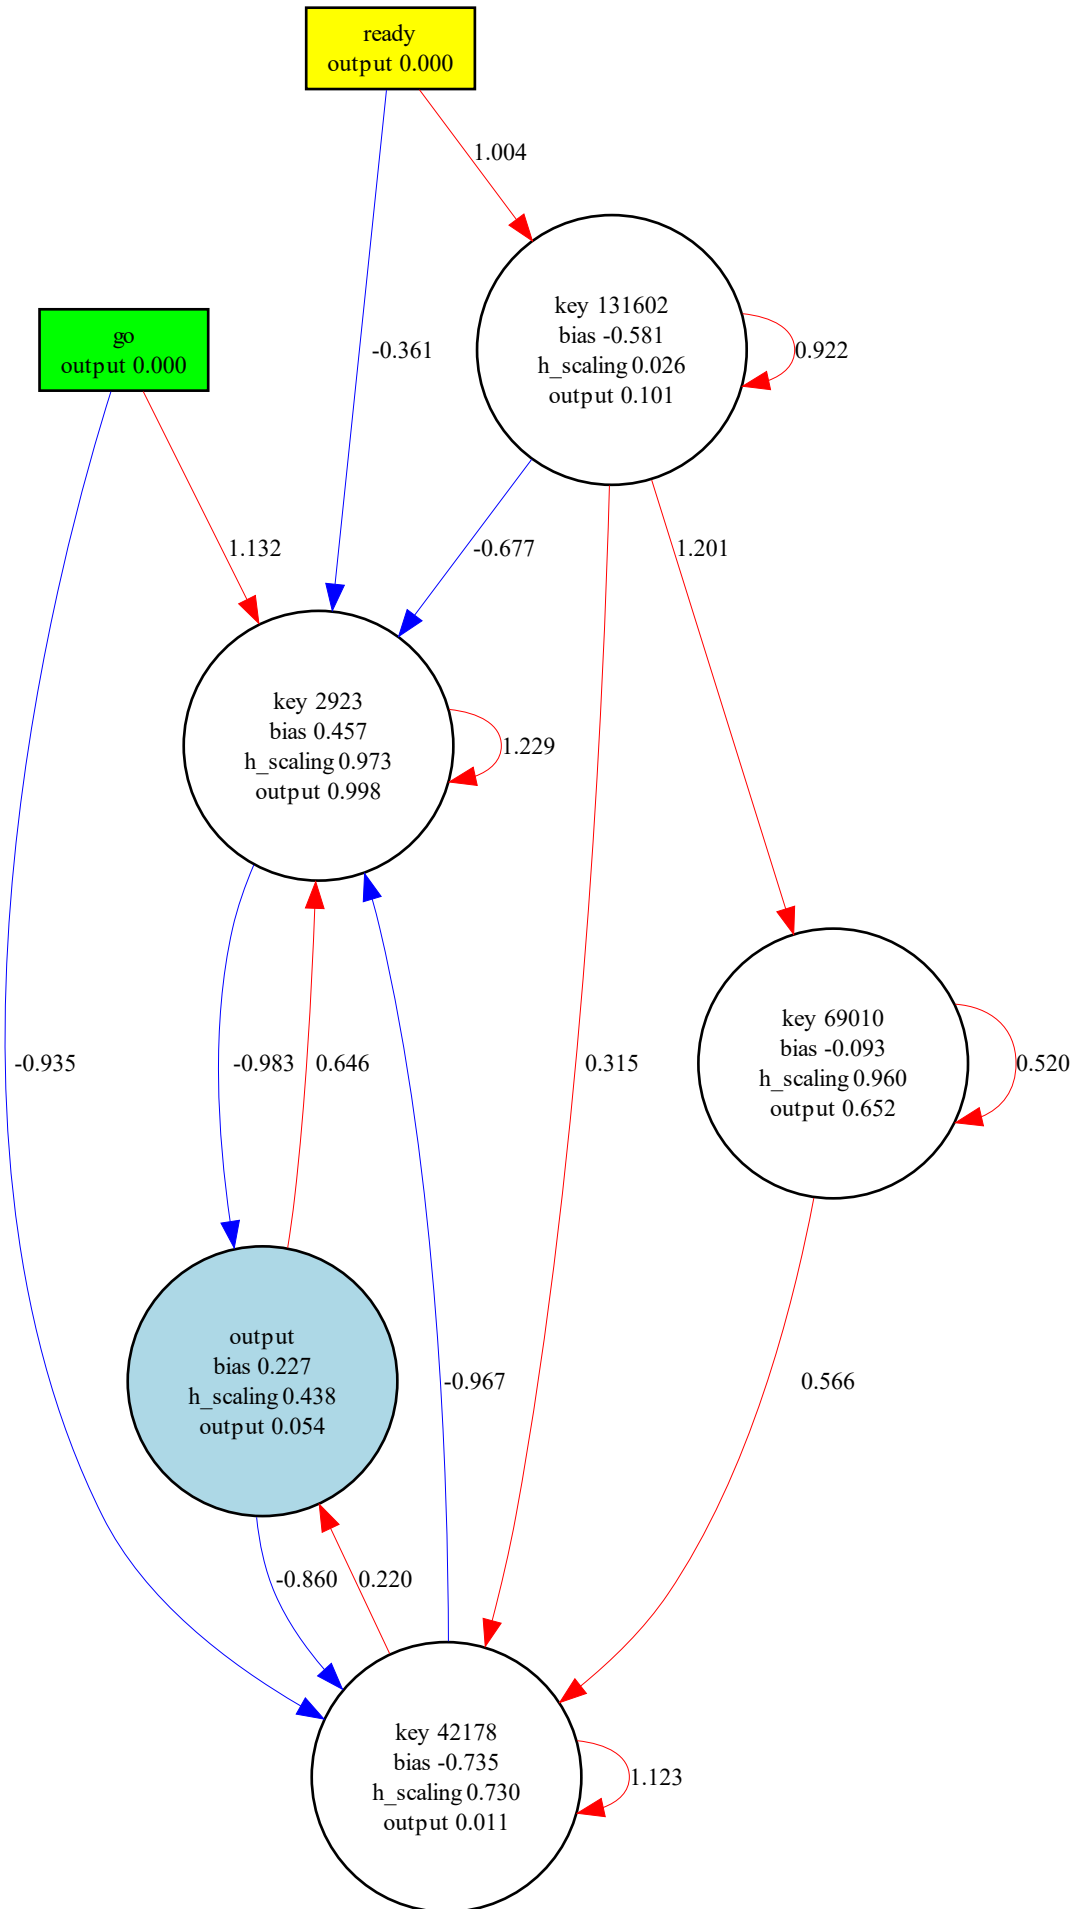 ready
output 0.000
1.004
go
output 0.000
-0.361
key 131602
bias -0.581
h_scaling 0.026
output 0.101
0.922
1.132
-0.677
1.201
key 2923
bias 0.457
h_scaling 0.973
output 0.998
1.229
-0.935
-0.983
0.646
0.315
key 69010
bias -0.093
h_scaling 0.960
output 0.652
0.520
output
bias 0.227
h_scaling 0.438
output 0.054
-0.967
0.566
-0.860
0.220
key 42178
bias -0.735
h_scaling 0.730
output 0.011
1.123